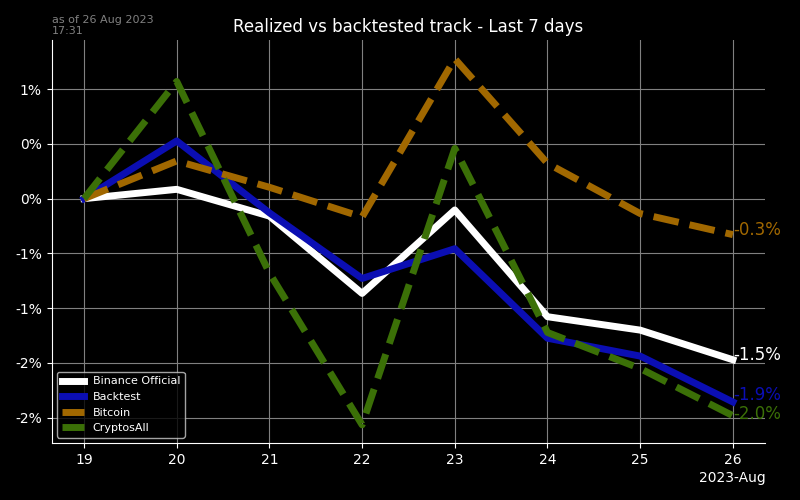 as of 26 Aug 2023
17:31
Realized vs backtested track - Last 7 days
1%
0%
0%
-1%
-1%
-2%
-2%
-0.3%
-1.5%
-1.9%
-2.0%
Binance Official
Backtest
Bitcoin
CryptosAll
19 20 21 22 23 24 25 26
2023-Aug